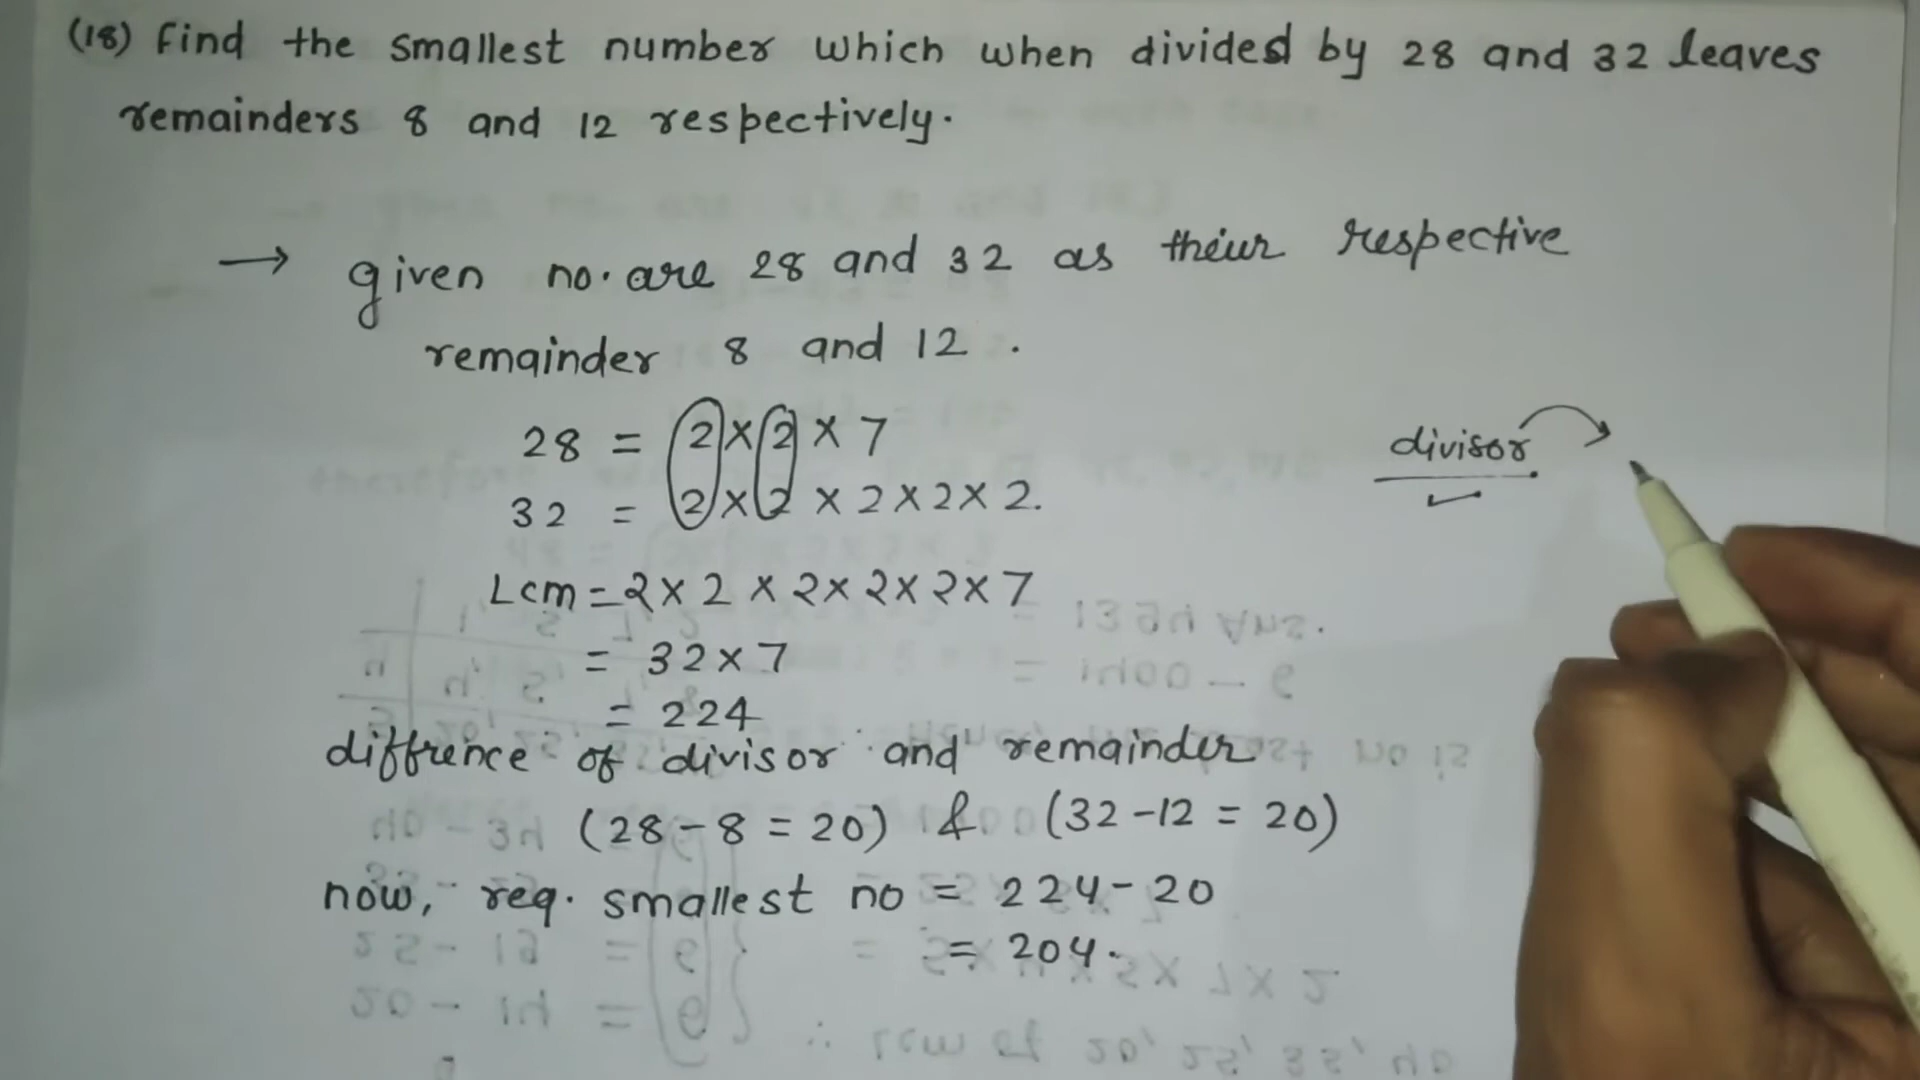 (18) Find the smallest number which when divided by 28 and 32 leaves
remainders 8 and 12 respectively.
→ given no. are 28 and 32 as their respective
remainder 8 and 12 .
28 = 2 × 2 × 7
32 = 2 × 2 × 2 × 2 × 2.
divisor
Lcm = 2 × 2 × 2 × 2 × 2 × 7
= 32 × 7
= 224
diffrence of divisor and remainder
(28 - 8 = 20) & (32 - 12 = 20)
now, req. smallest no = 224 - 20
= 204.